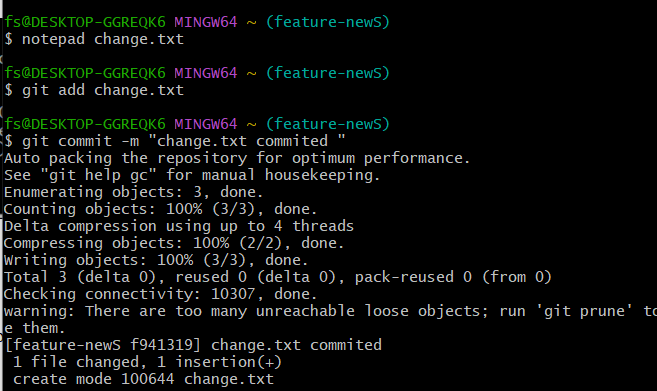 fs@DESKTOP-GGREQK6 MINGW64 ~ (feature-newS)
$ notepad change.txt
fs@DESKTOP-GGREQK6 MINGW64 ~ (feature-newS)
$ git add change.txt
fs@DESKTOP-GGREQK6 MINGW64 ~ (feature-newS)
$ git commit -m "change.txt commited "
Auto packing the repository for optimum performance.
See "git help gc" for manual housekeeping.
Enumerating objects: 3, done.
Counting objects: 100% (3/3), done.
Delta compression using up to 4 threads
Compressing objects: 100% (2/2), done.
Writing objects: 100% (3/3), done.
Total 3 (delta 0), reused 0 (delta 0), pack-reused 0 (from 0)
Checking connectivity: 10307, done.
warning: There are too many unreachable loose objects; run 'git prune' to
e them.
[feature-newS f941319] change.txt commited
 1 file changed, 1 insertion(+)
 create mode 100644 change.txt